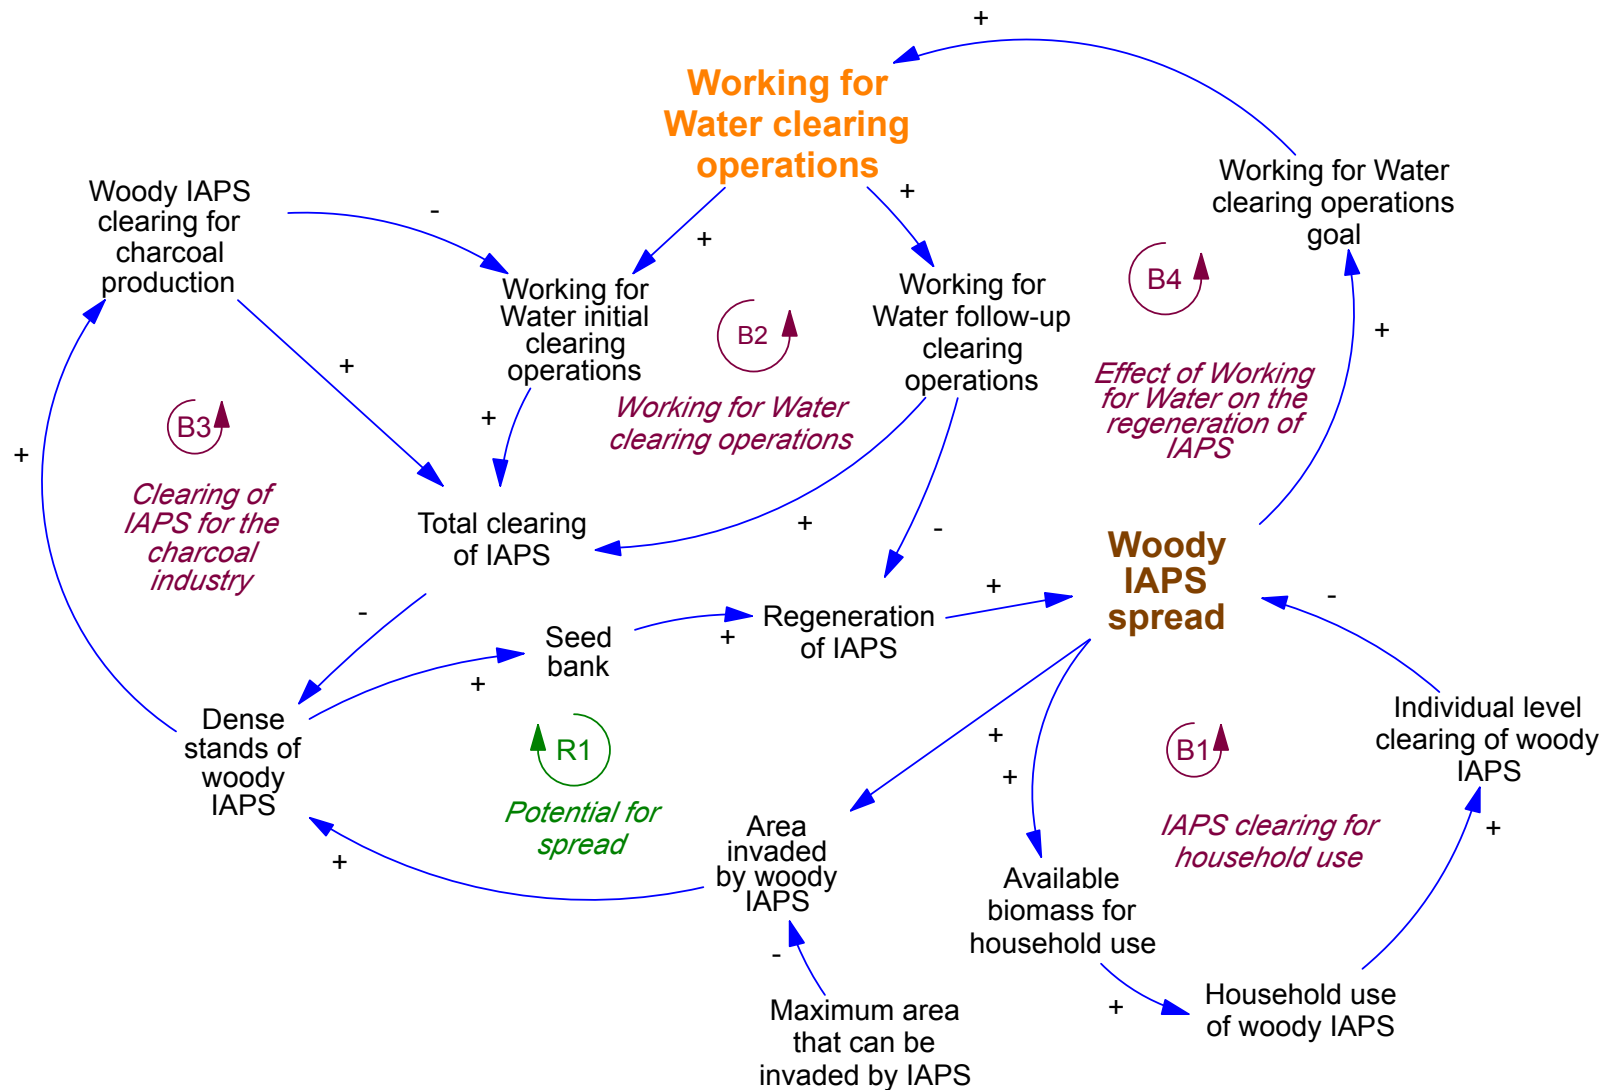 +
Working for
Water clearing
operations
Woody IAPS
clearing for
charcoal
production
-
+
+
Working for Water
clearing operations
goal
Working for
Water initial
clearing
operations
Working for
Water follow-up
clearing
operations
B4
B2
+
+
Effect of Working
for Water on the
regeneration of
IAPS
B3
+
Working for Water
clearing operations
+
Clearing of
IAPS for the
charcoal
industry
Total clearing
of IAPS
+
-
Woody
IAPS
spread
-
Seed
bank
+
+
Regeneration
of IAPS
+
-
Dense
stands of
woody
IAPS
R1
Potential for
spread
+
+
+
Area
invaded
by woody
IAPS
-
Maximum area
that can be
invaded by IAPS
Individual level
clearing of woody
IAPS
B1
IAPS clearing for
household use
+
Available
biomass for
household use
+
Household use
of woody IAPS